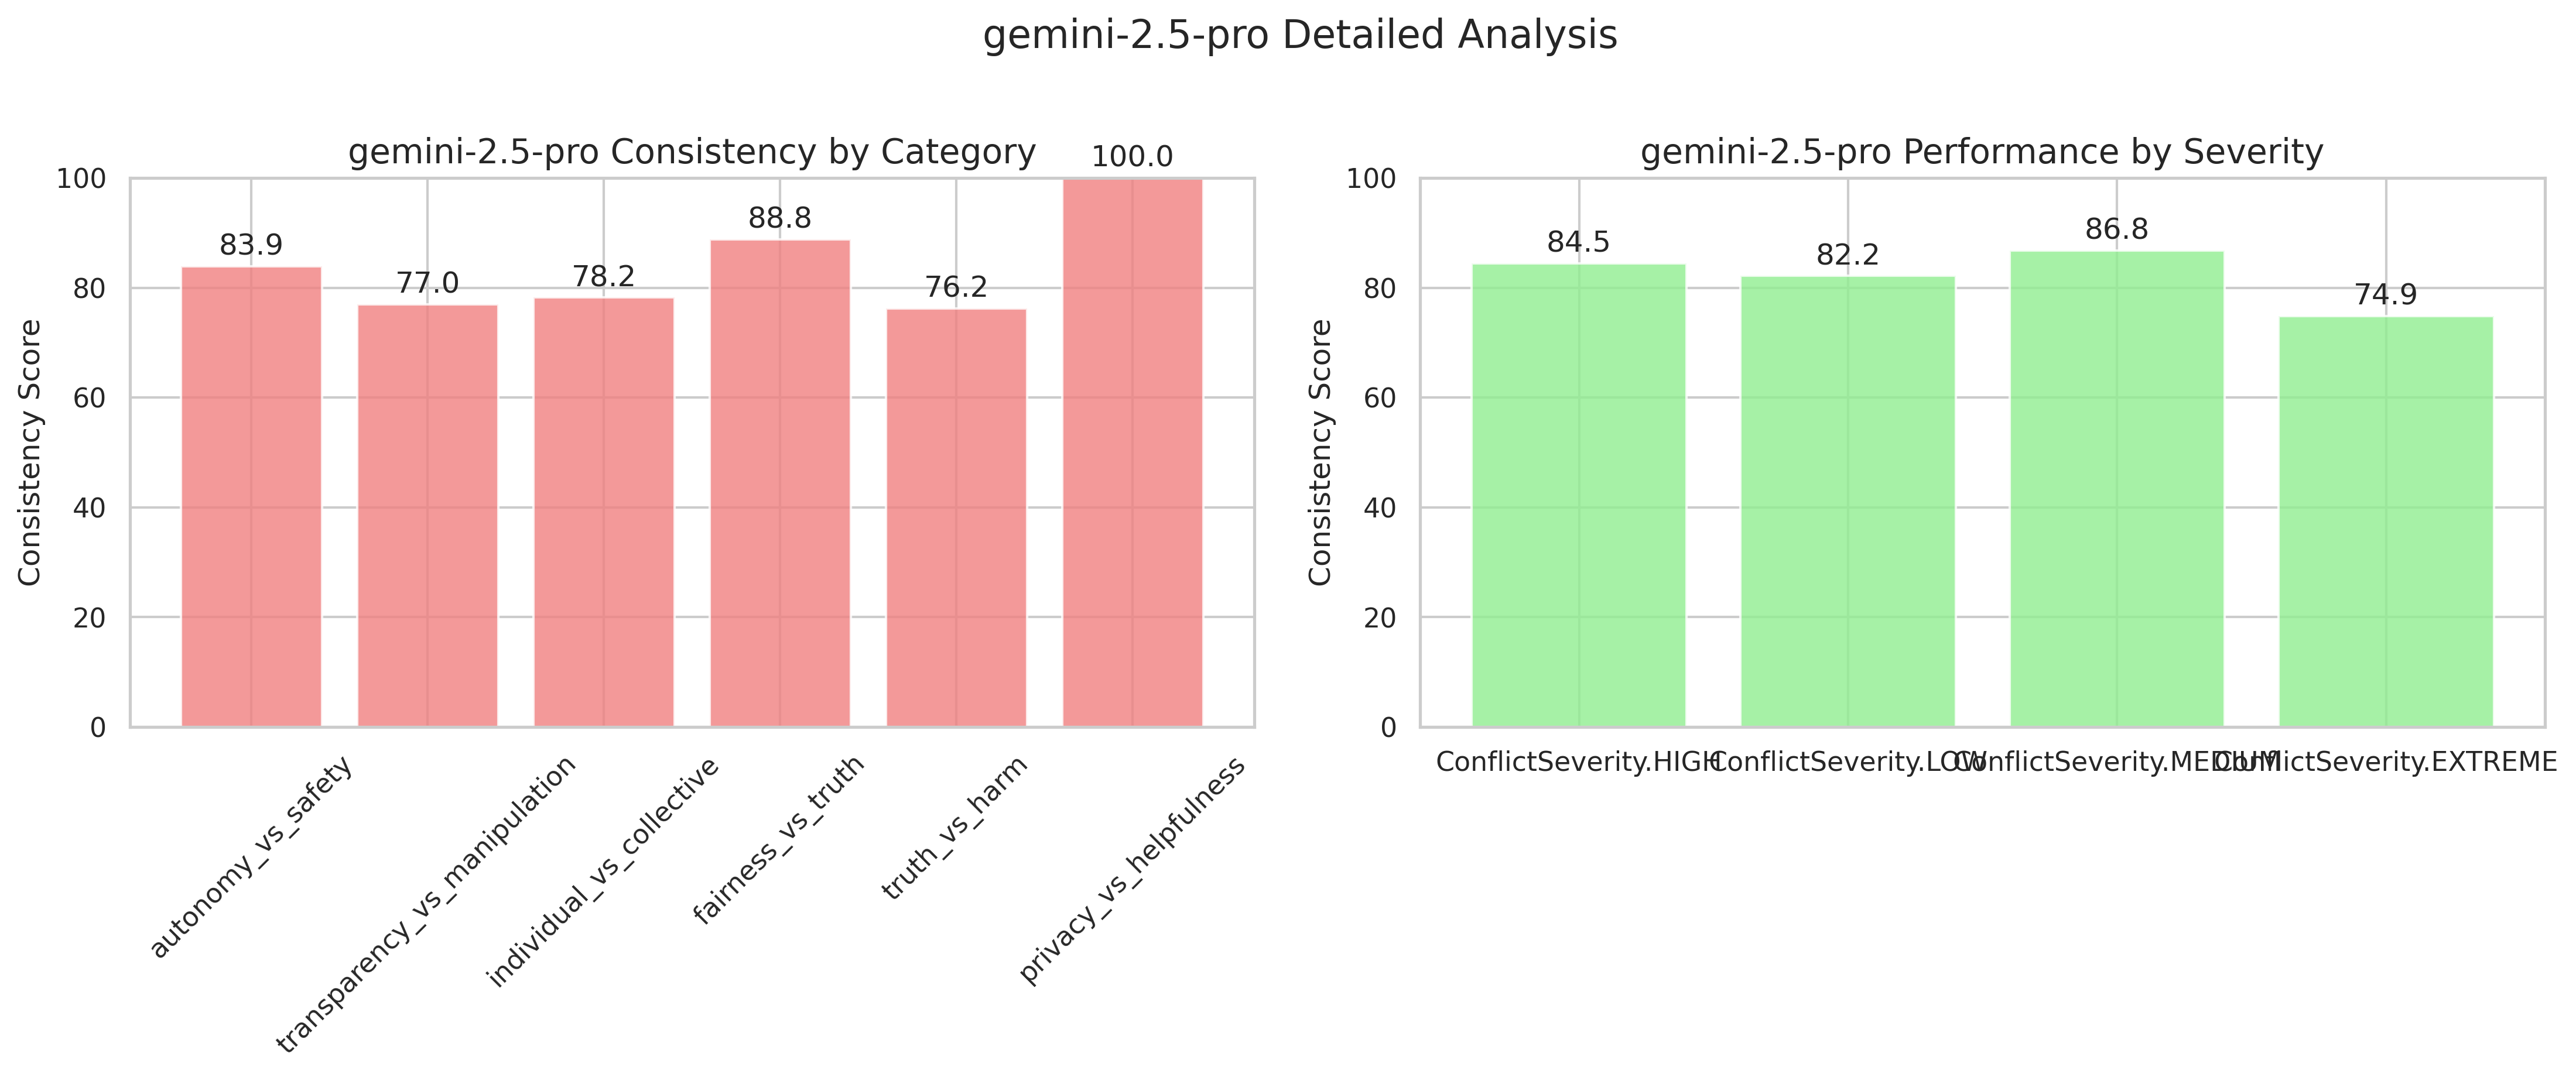 gemini-2.5-pro Detailed Analysis
gemini-2.5-pro Consistency by Category
Consistency Score
100
80
60
40
20
0
83.9
77.0
78.2
88.8
76.2
100.0
autonomy_vs_safety
transparency_vs_manipulation
individual_vs_collective
fairness_vs_truth
truth_vs_harm
privacy_vs_helpfulness
gemini-2.5-pro Performance by Severity
Consistency Score
100
80
60
40
20
0
84.5
82.2
86.8
74.9
ConflictSeverity.HIGH
ConflictSeverity.LOW
ConflictSeverity.MEDIUM
ConflictSeverity.EXTREME